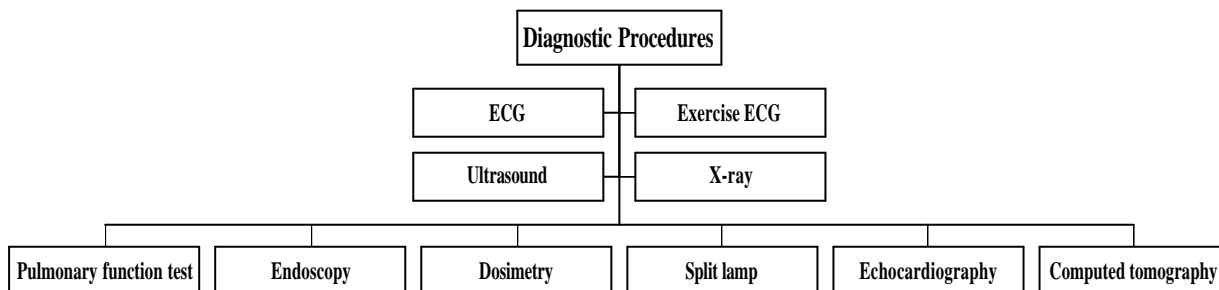 Diagnostic Procedures
ECG
Exercise ECG
Ultrasound
X-ray
Pulmonary function test
Endoscopy
Dosimetry
Split lamp
Echocardiography
Computed tomography